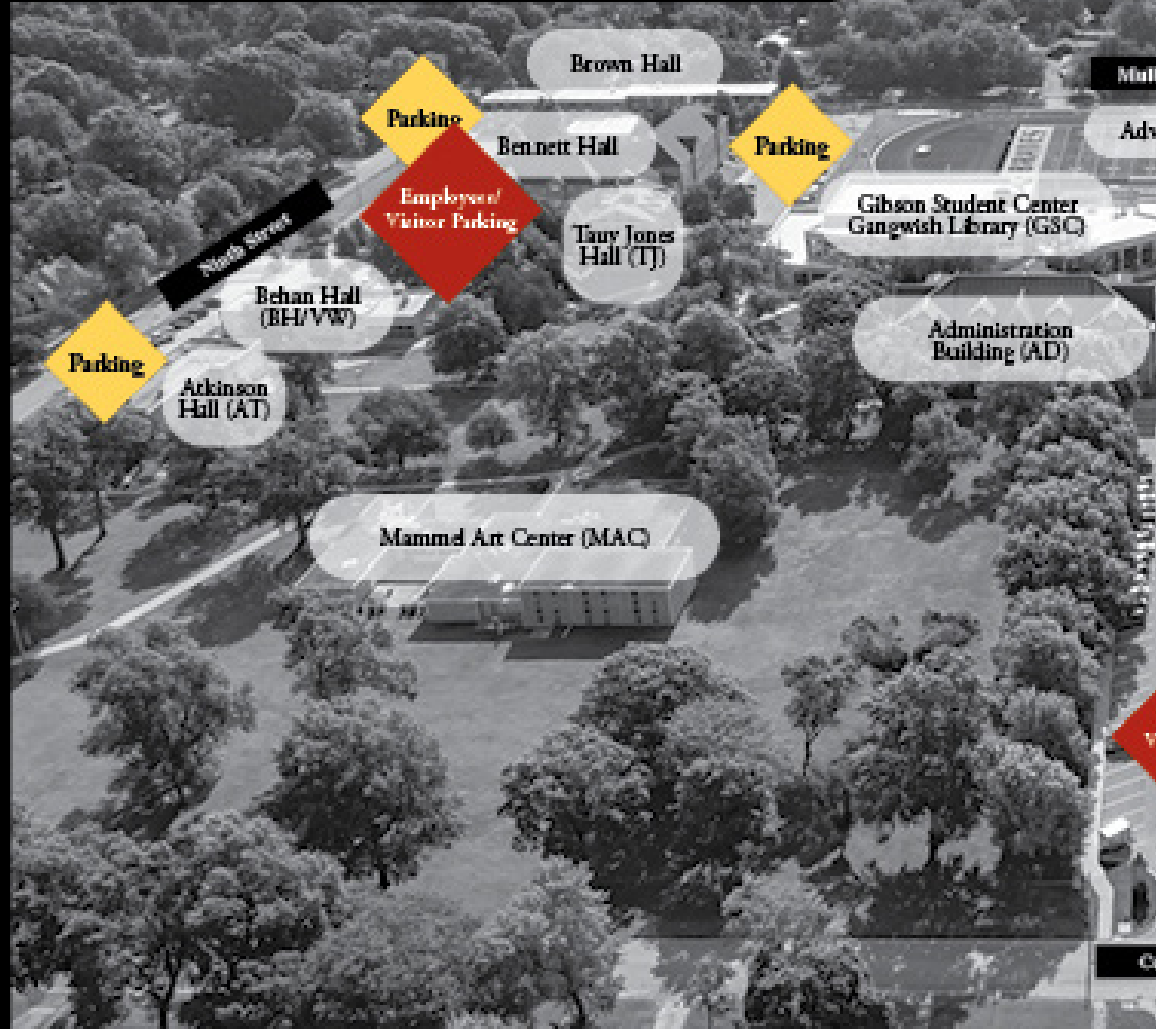 Brown Hall
Parking
Bennett Hall
Parking
Employee/
Visitor Parking
Gibson Student Center
Gangwish Library (GSC)
Tauy Jones
Hall (TJ)
Ninth Street
Behan Hall
(BH/VW)
Administration
Building (AD)
Parking
Atkinson
Hall (AT)
Mammel Art Center (MAC)